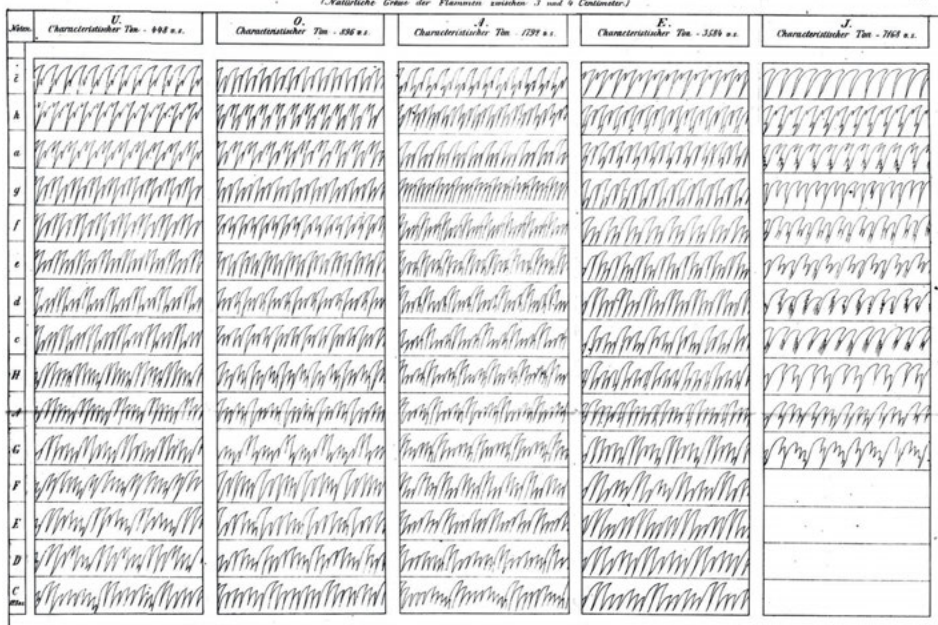 (Natürliche Grösse der Flammen zwischen 3 und 4 Centimeter.)
Noten.
U.
Characteristischer Ton - 448 v.s.
O.
Characteristischer Ton - 896 v.s.
A.
Characteristischer Ton - 1792 v.s.
E.
Characteristischer Ton - 3584 v.s.
J.
Characteristischer Ton - 7168 v.s.
c̄
h
a
g
f
e
d
c
H
A
G
F
E
D
C